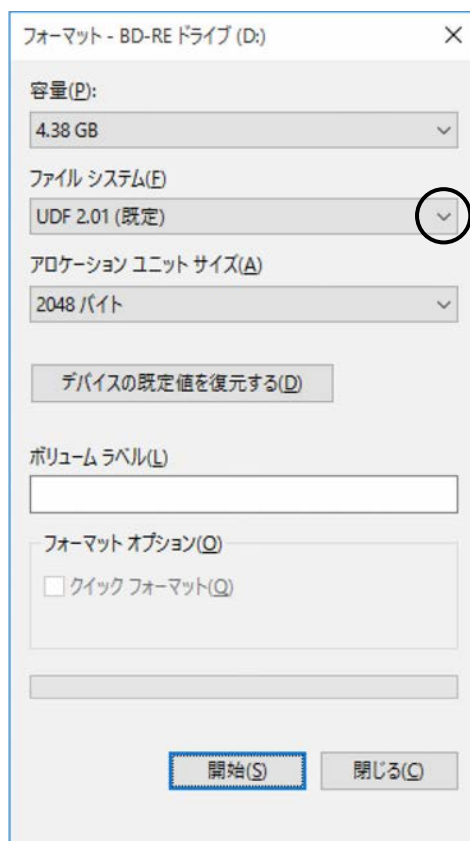 フォーマット - BD-RE ドライブ (D:)
容量(P):
4.38 GB
ファイル システム(F)
UDF 2.01 (既定)
アロケーション ユニット サイズ(A)
2048 バイト
デバイスの既定値を復元する(D)
ボリューム ラベル(L)
フォーマット オプション(O)
クイック フォーマット(Q)
開始(S)
閉じる(C)